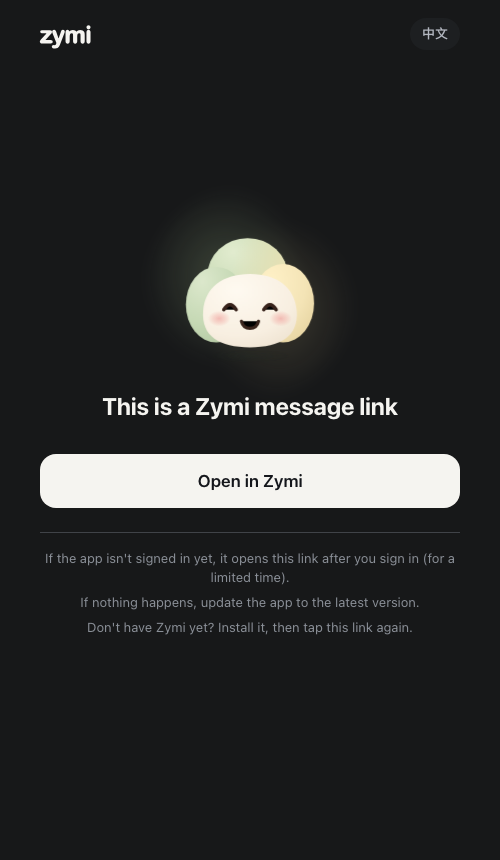 zymi
中文
This is a Zymi message link
Open in Zymi
If the app isn't signed in yet, it opens this link after you sign in (for a
limited time).
If nothing happens, update the app to the latest version.
Don't have Zymi yet? Install it, then tap this link again.